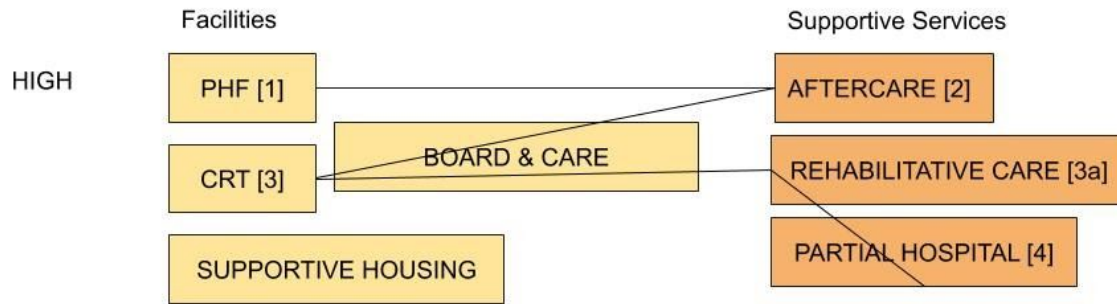 Facilities
Supportive Services
HIGH
PHF [1]
AFTERCARE [2]
BOARD & CARE
CRT [3]
REHABILITATIVE CARE [3a]
SUPPORTIVE HOUSING
PARTIAL HOSPITAL [4]